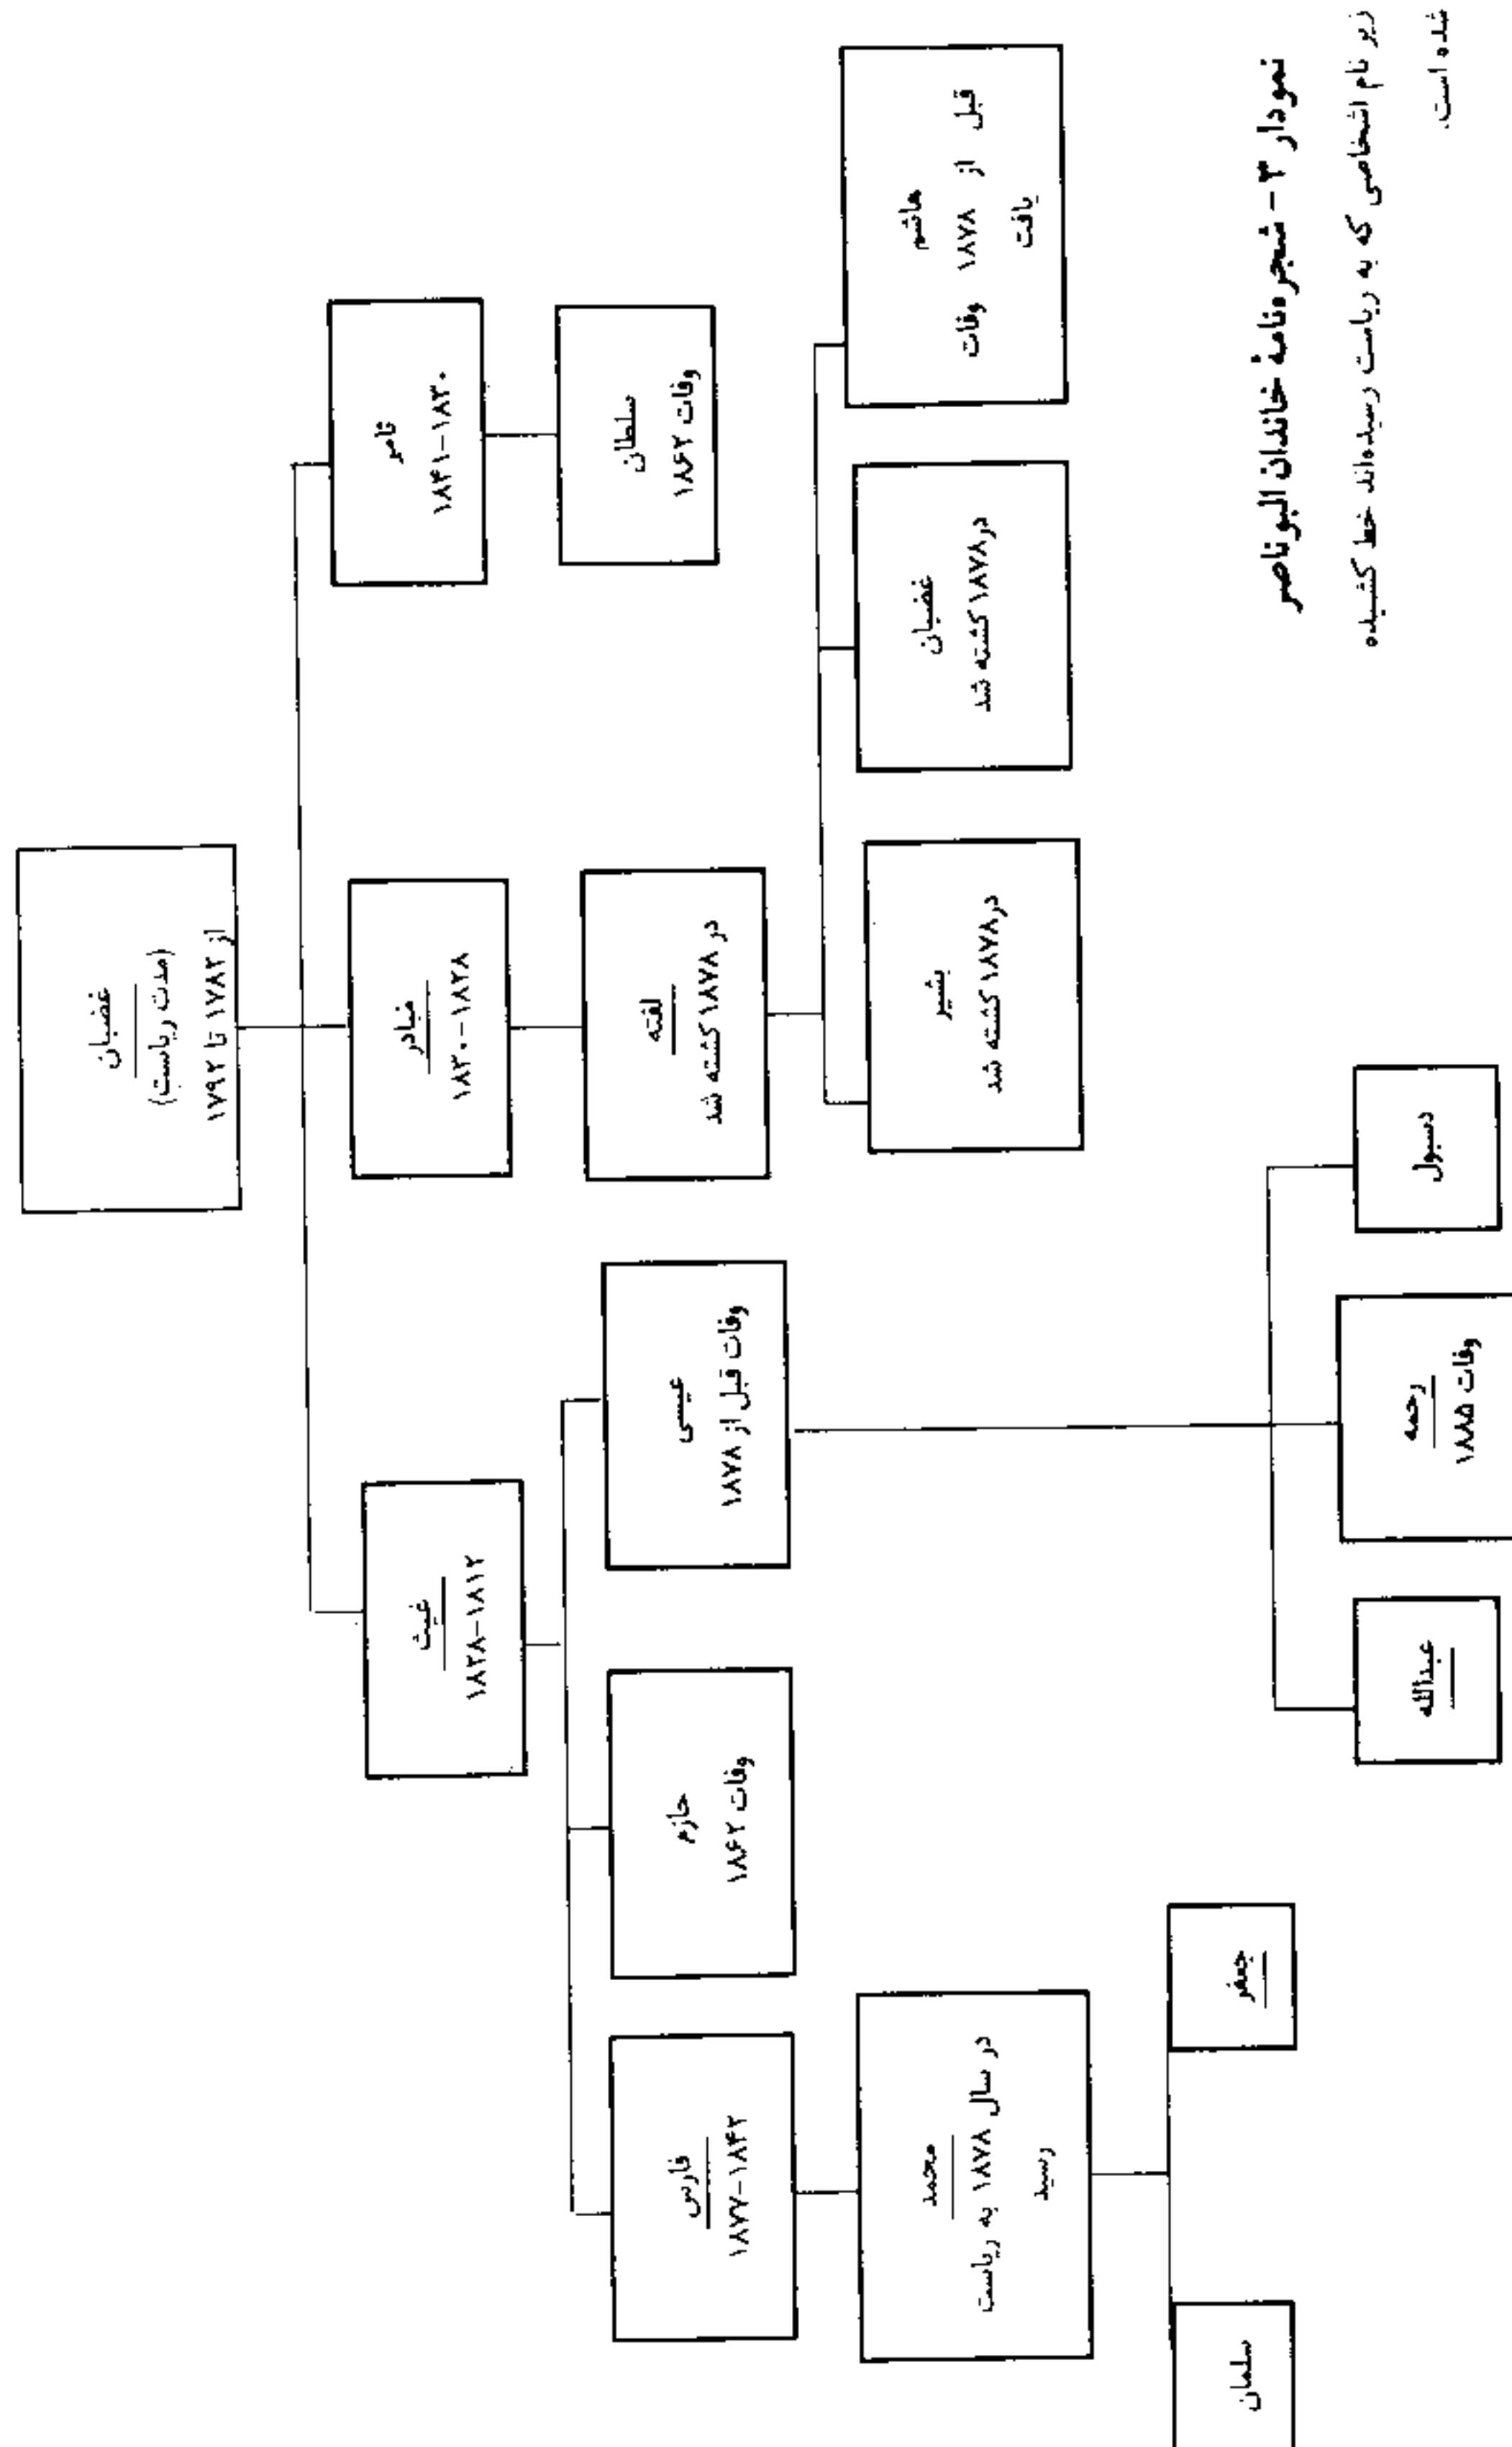 غضبان
(مدت ریاست)
از ۱۷۸۲ تا ۱۷۹۲
ناصر
۱۸۴۱-۱۸۳۰
منادر
۱۸۳۰-۱۸۲۸
غیث
۱۸۲۸-۱۸۱۲
سلطان
وفات ۱۸۶۲
لفته
در ۱۸۷۸ کشته شد
عیسی
وفات قبل از ۱۸۷۸
حازم
وفات ۱۸۶۲
فارس
۱۸۷۷-۱۸۴۲
هاشم
قبل از ۱۸۷۸ وفات
یافت
غضبان
در ۱۸۷۸ کشته شد
بشیر
در ۱۸۷۸ کشته شد
محمد
در سال ۱۸۷۸ به ریاست
رسید
دسبول
رحمه
وفات ۱۸۸۵
عبدالله
جعفر
سلمان
نمودار ۳ - شجره‌نامهٔ خاندان البوناصر
زیر نام اشخاصی که به ریاست رسیده‌اند خط کشیده
شده است.